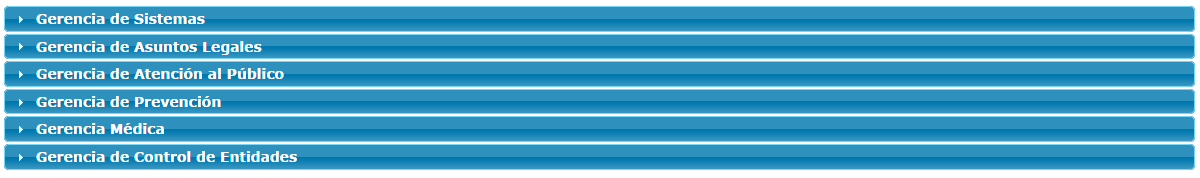 Gerencia de Sistemas
Gerencia de Asuntos Legales
Gerencia de Atención al Público
Gerencia de Prevención
Gerencia Médica
Gerencia de Control de Entidades